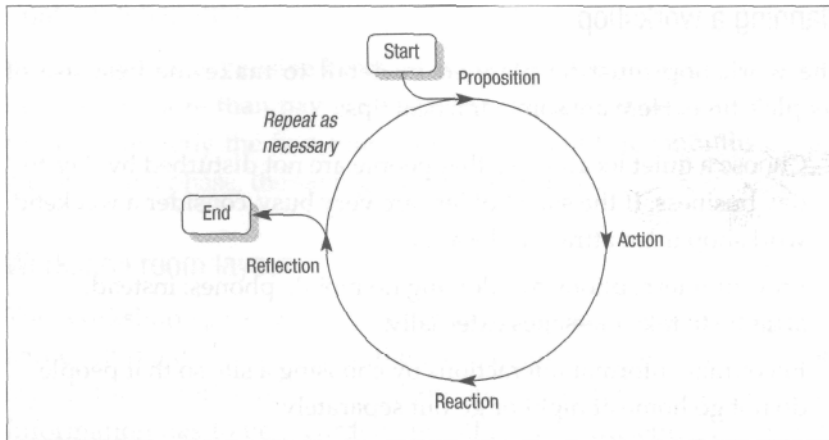 Start
Proposition
Repeat as
necessary
End
Action
Reflection
Reaction